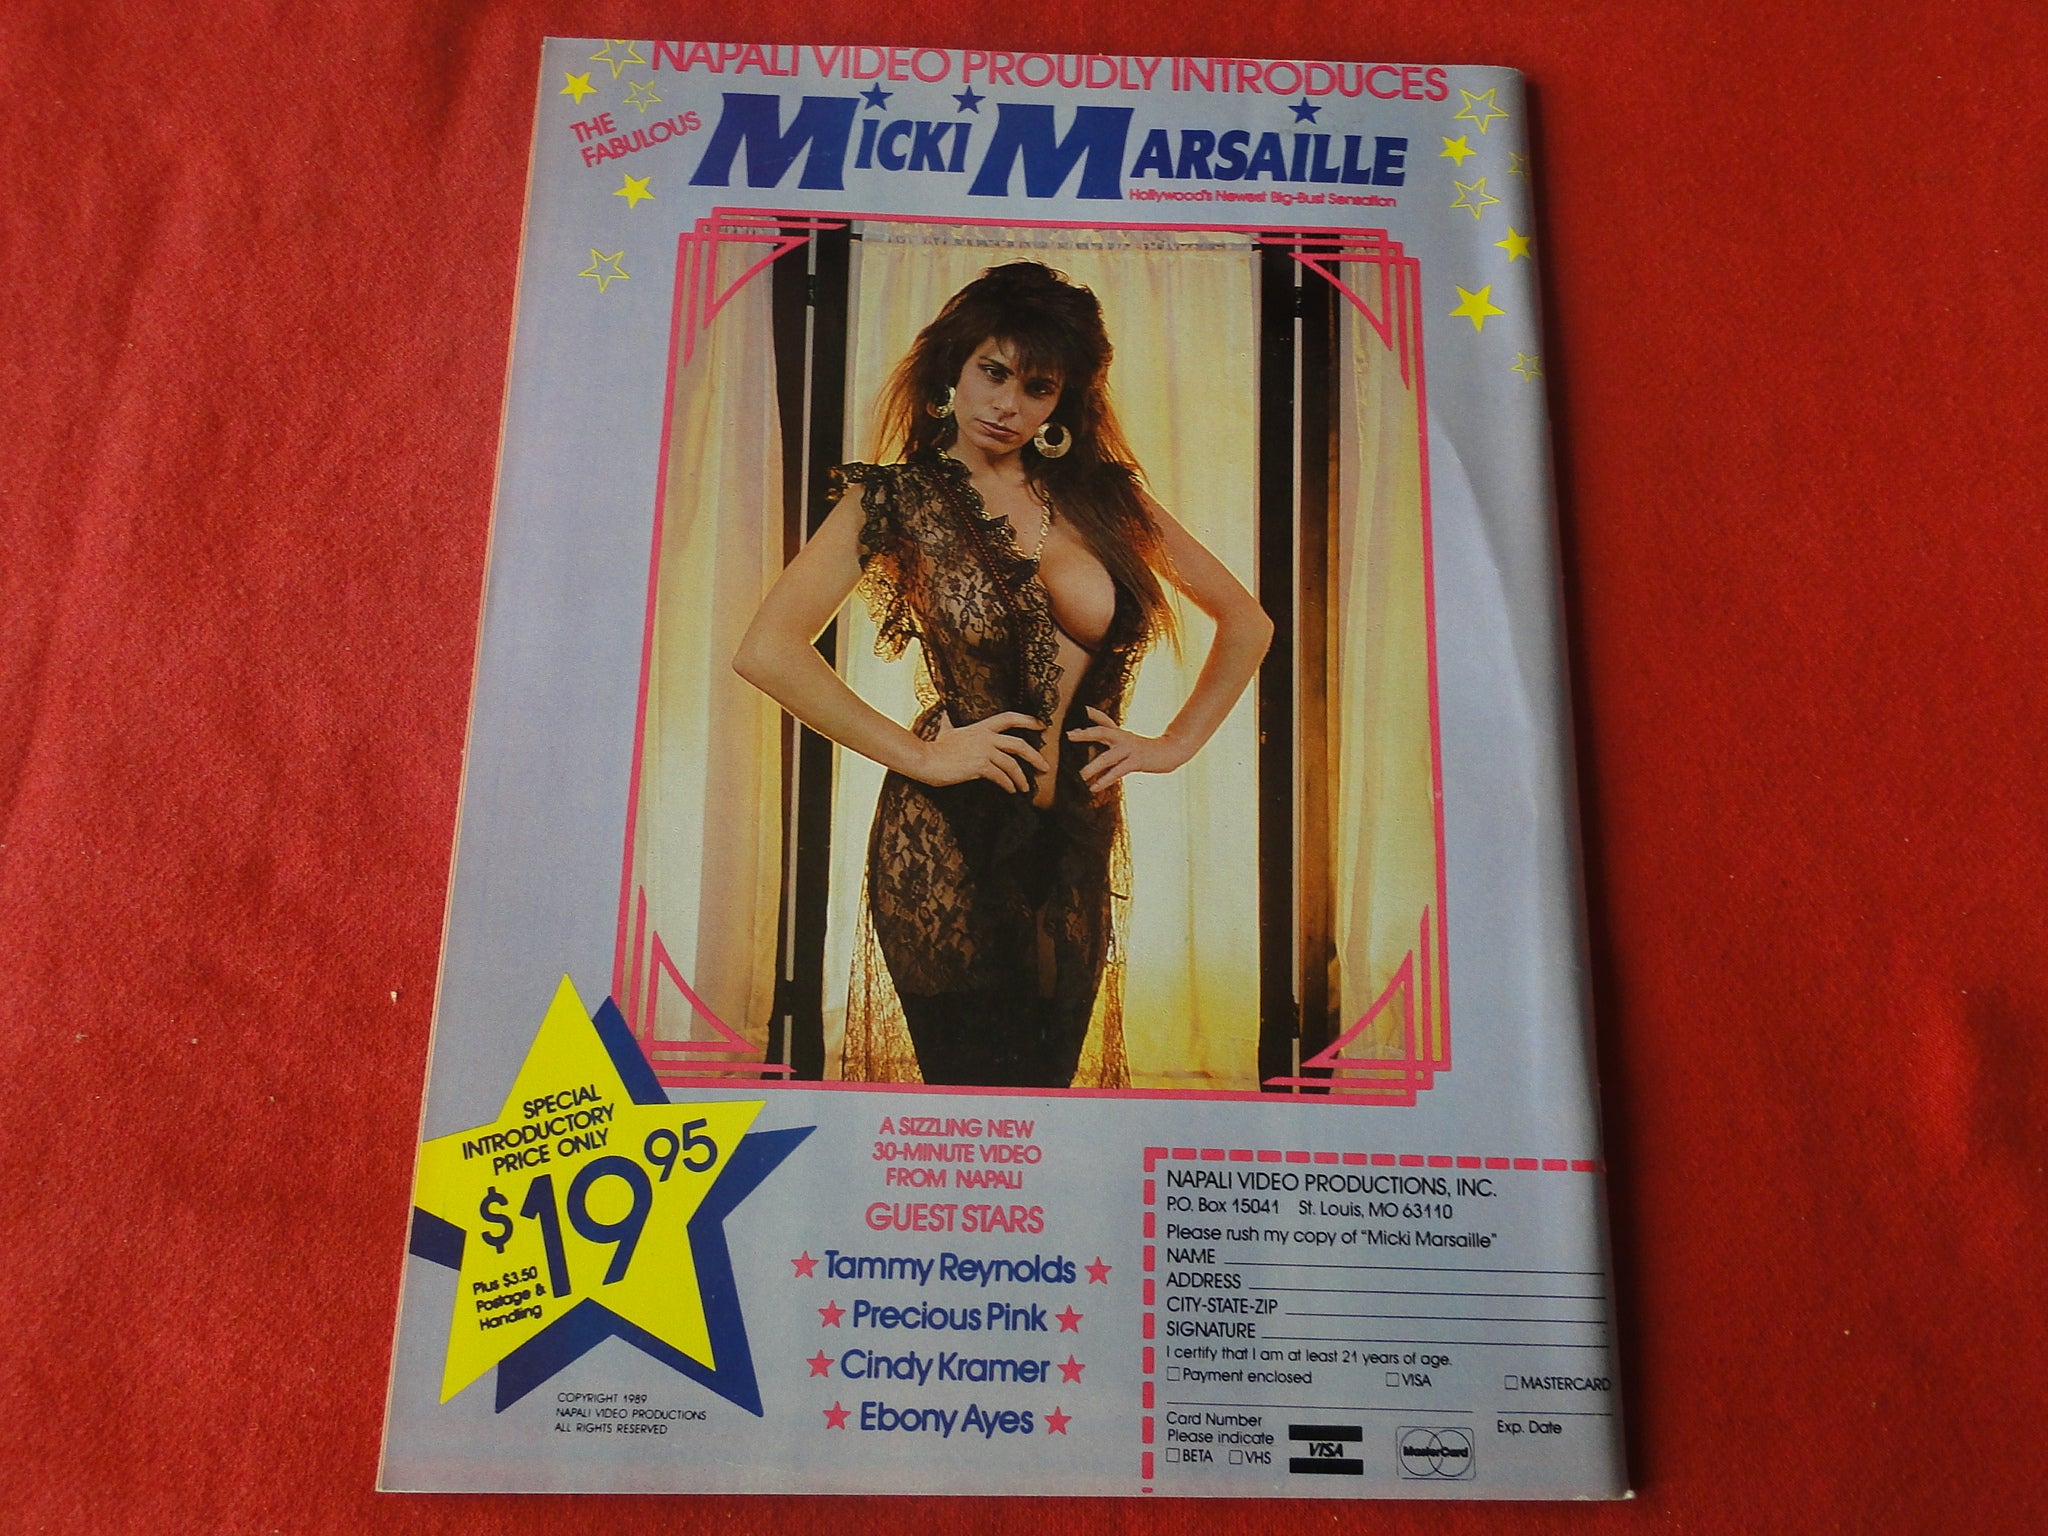 NAPALI VIDEO PROUDLY INTRODUCES
THE
FABULOUS
MICKI MARSAILLE
Hollywood's Newest Big-Bust Sensation
SPECIAL
INTRODUCTORY
PRICE ONLY
$19.95
Plus $3.50
Postage &
Handling
COPYRIGHT 1989
NAPALI VIDEO PRODUCTIONS
ALL RIGHTS RESERVED
A SIZZLING NEW
30-MINUTE VIDEO
FROM NAPALI
GUEST STARS
Tammy Reynolds
Precious Pink
Cindy Kramer
Ebony Ayes
NAPALI VIDEO PRODUCTIONS, INC.
P.O. Box 15041 St. Louis, MO 63110
Please rush my copy of "Micki Marsaille"
NAME
ADDRESS
CITY-STATE-ZIP
SIGNATURE
I certify that I am at least 21 years of age.
Payment enclosed VISA MASTERCARD
Card Number Exp. Date
Please indicate
BETA VHS
VISA
MasterCard